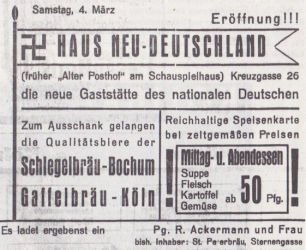 Samstag, 4. März
Eröffnung!!!
HAUS NEU-DEUTSCHLAND
(früher „Alter Posthof" am Schauspielhaus) Kreuzgasse 26
die neue Gaststätte des nationalen Deutschen
Zum Ausschank gelangen
die Qualitätsbiere der
Schlegelbräu-Bochum
Gaffelbräu-Köln
Reichhaltige Speisenkarte
bei zeitgemäßen Preisen
Mittag- u. Abendessen
Suppe
Fleisch
Kartoffel
Gemüse
ab 50 Pfg.
Es ladet ergebenst ein
Pg. R. Ackermann und Frau
bish. Inhaber: St. Peterbräu, Sternengasse